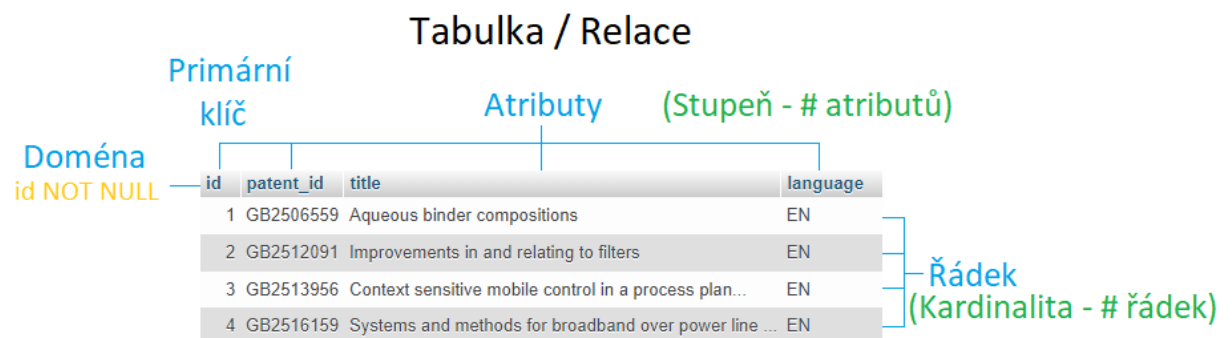 Tabulka / Relace
Primární
klíč
Atributy
(Stupeň - # atributů)
Doména
id NOT NULL
id patent_id title language
1 GB2506559 Aqueous binder compositions EN
2 GB2512091 Improvements in and relating to filters EN
3 GB2513956 Context sensitive mobile control in a process plan... EN
4 GB2516159 Systems and methods for broadband over power line ... EN
Řádek
(Kardinalita - # řádek)